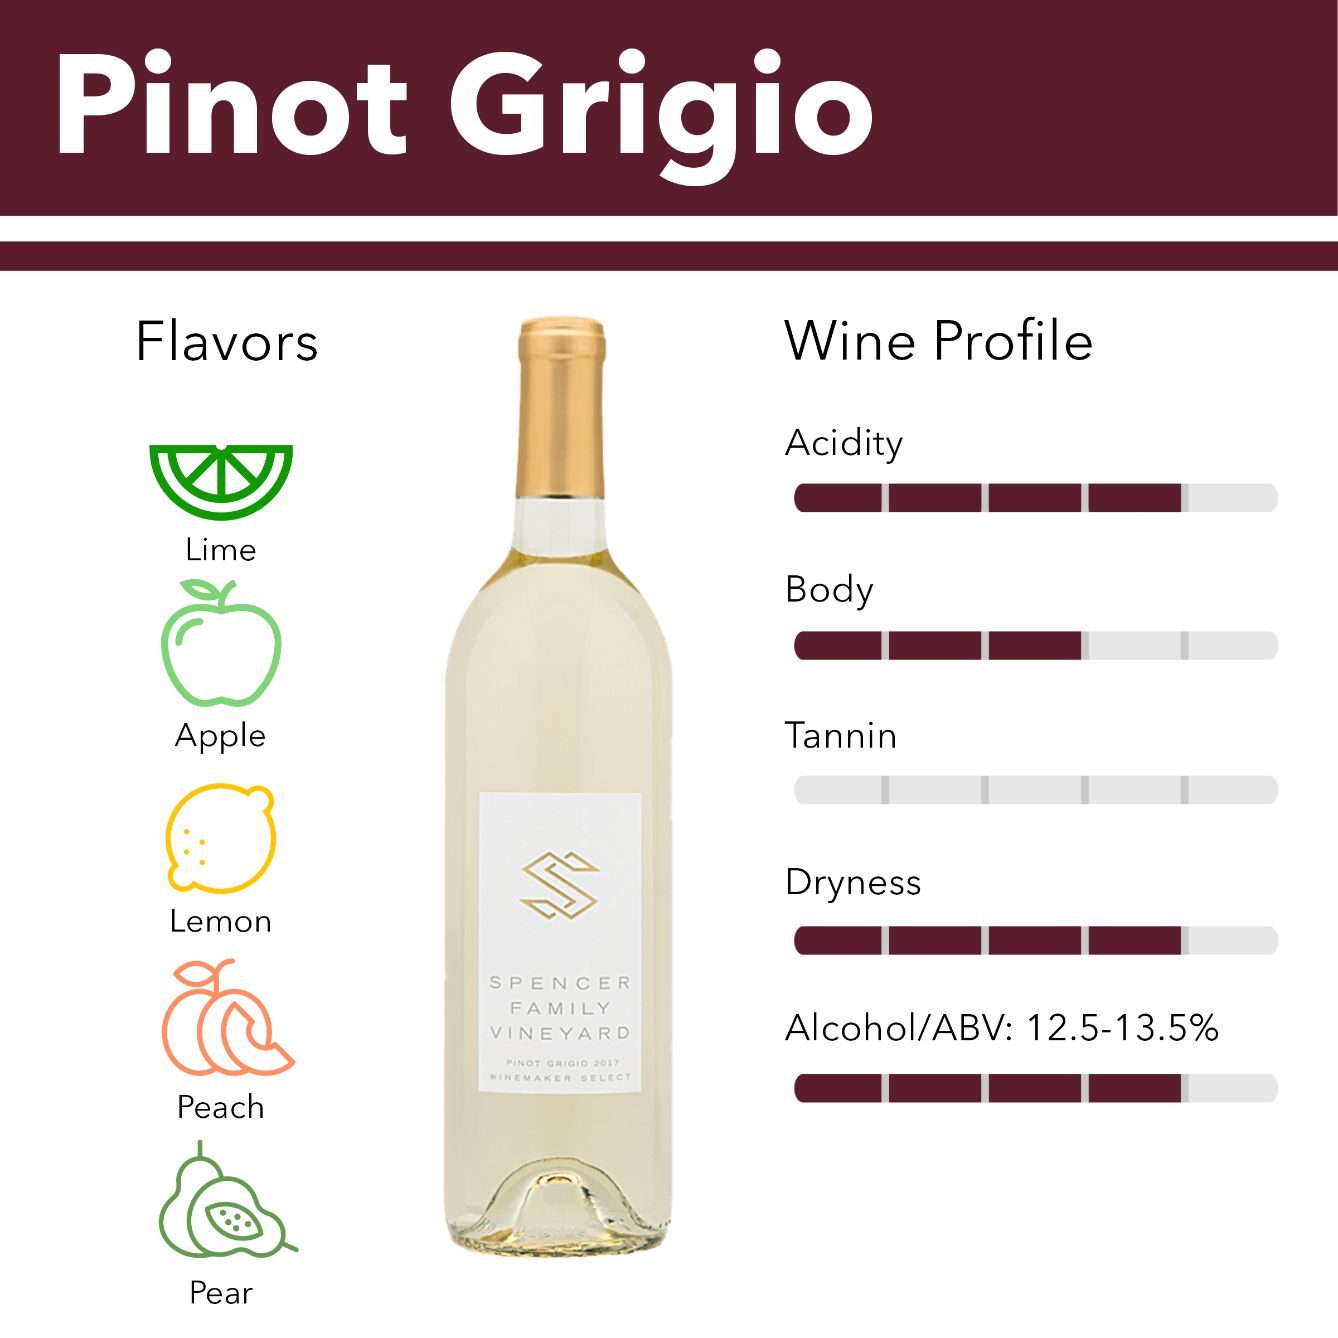 Pinot Grigio
Flavors
Lime
Apple
Lemon
Peach
Pear
SPENCER
FAMILY
VINEYARD
PINOT GRIGIO 2017
WINEMAKER SELECT
Wine Profile
Acidity
Body
Tannin
Dryness
Alcohol/ABV: 12.5-13.5%